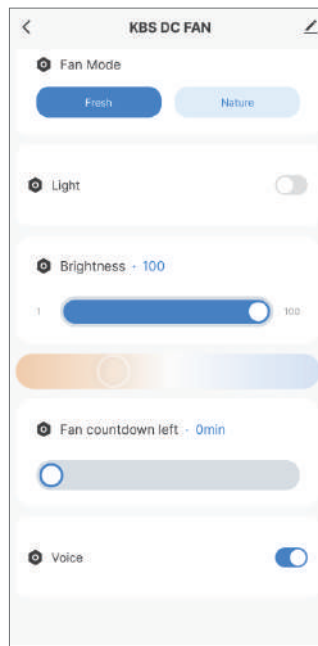 KBS DC FAN
Fan Mode
Fresh Nature
Light
Brightness · 100
1 100
Fan countdown left · 0min
Voice